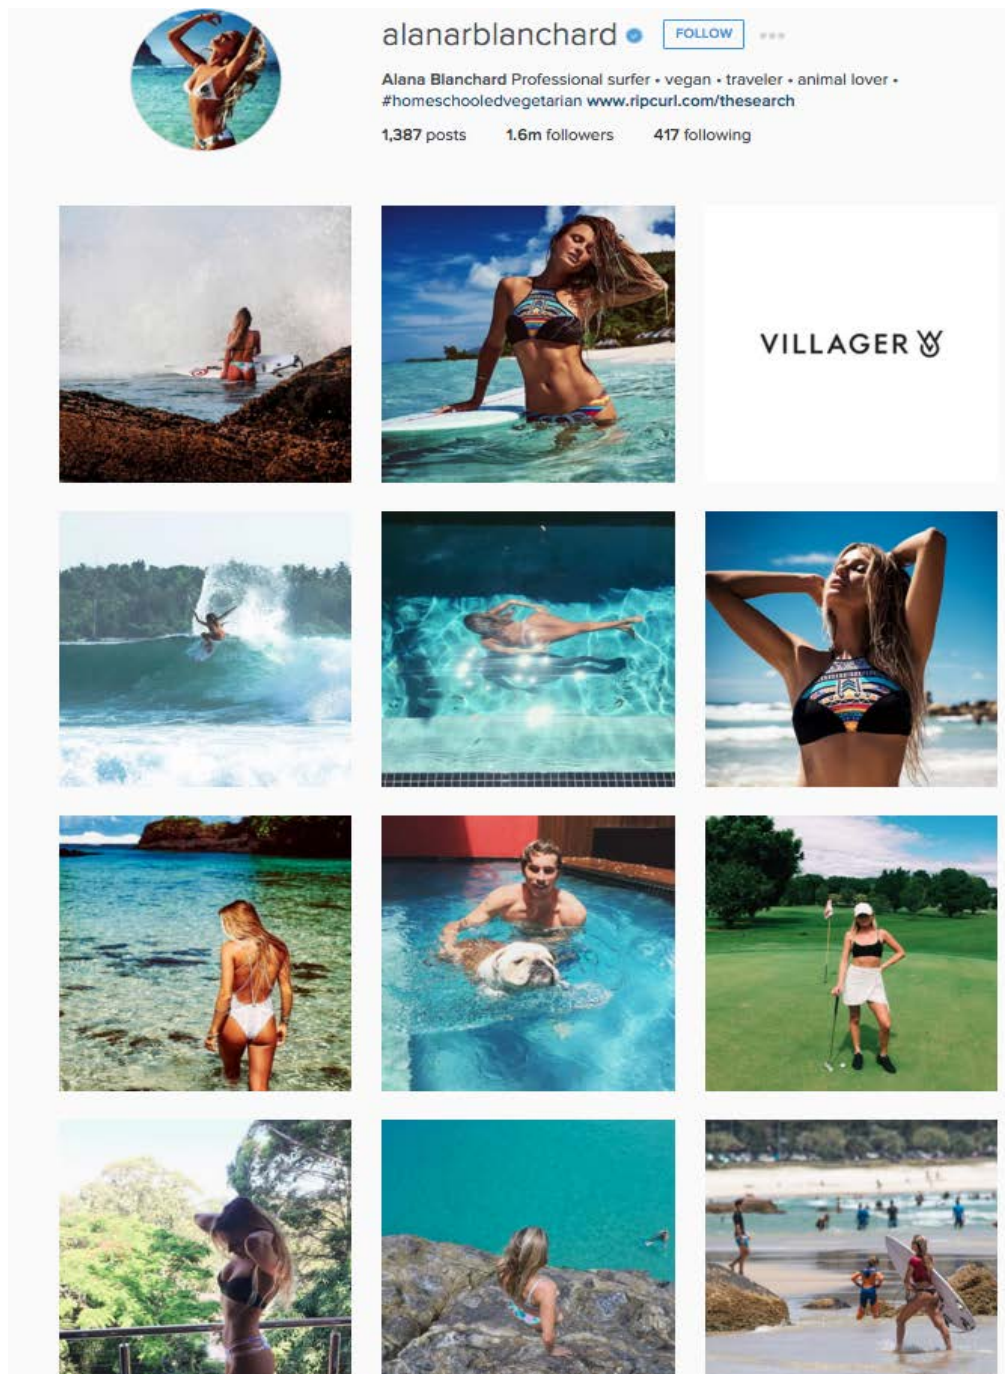 alanarblanchard FOLLOW
Alana Blanchard Professional surfer • vegan • traveler • animal lover •
#homeschooledvegetarian www.ripcurl.com/thesearch
1,387 posts 1.6m followers 417 following
VILLAGER